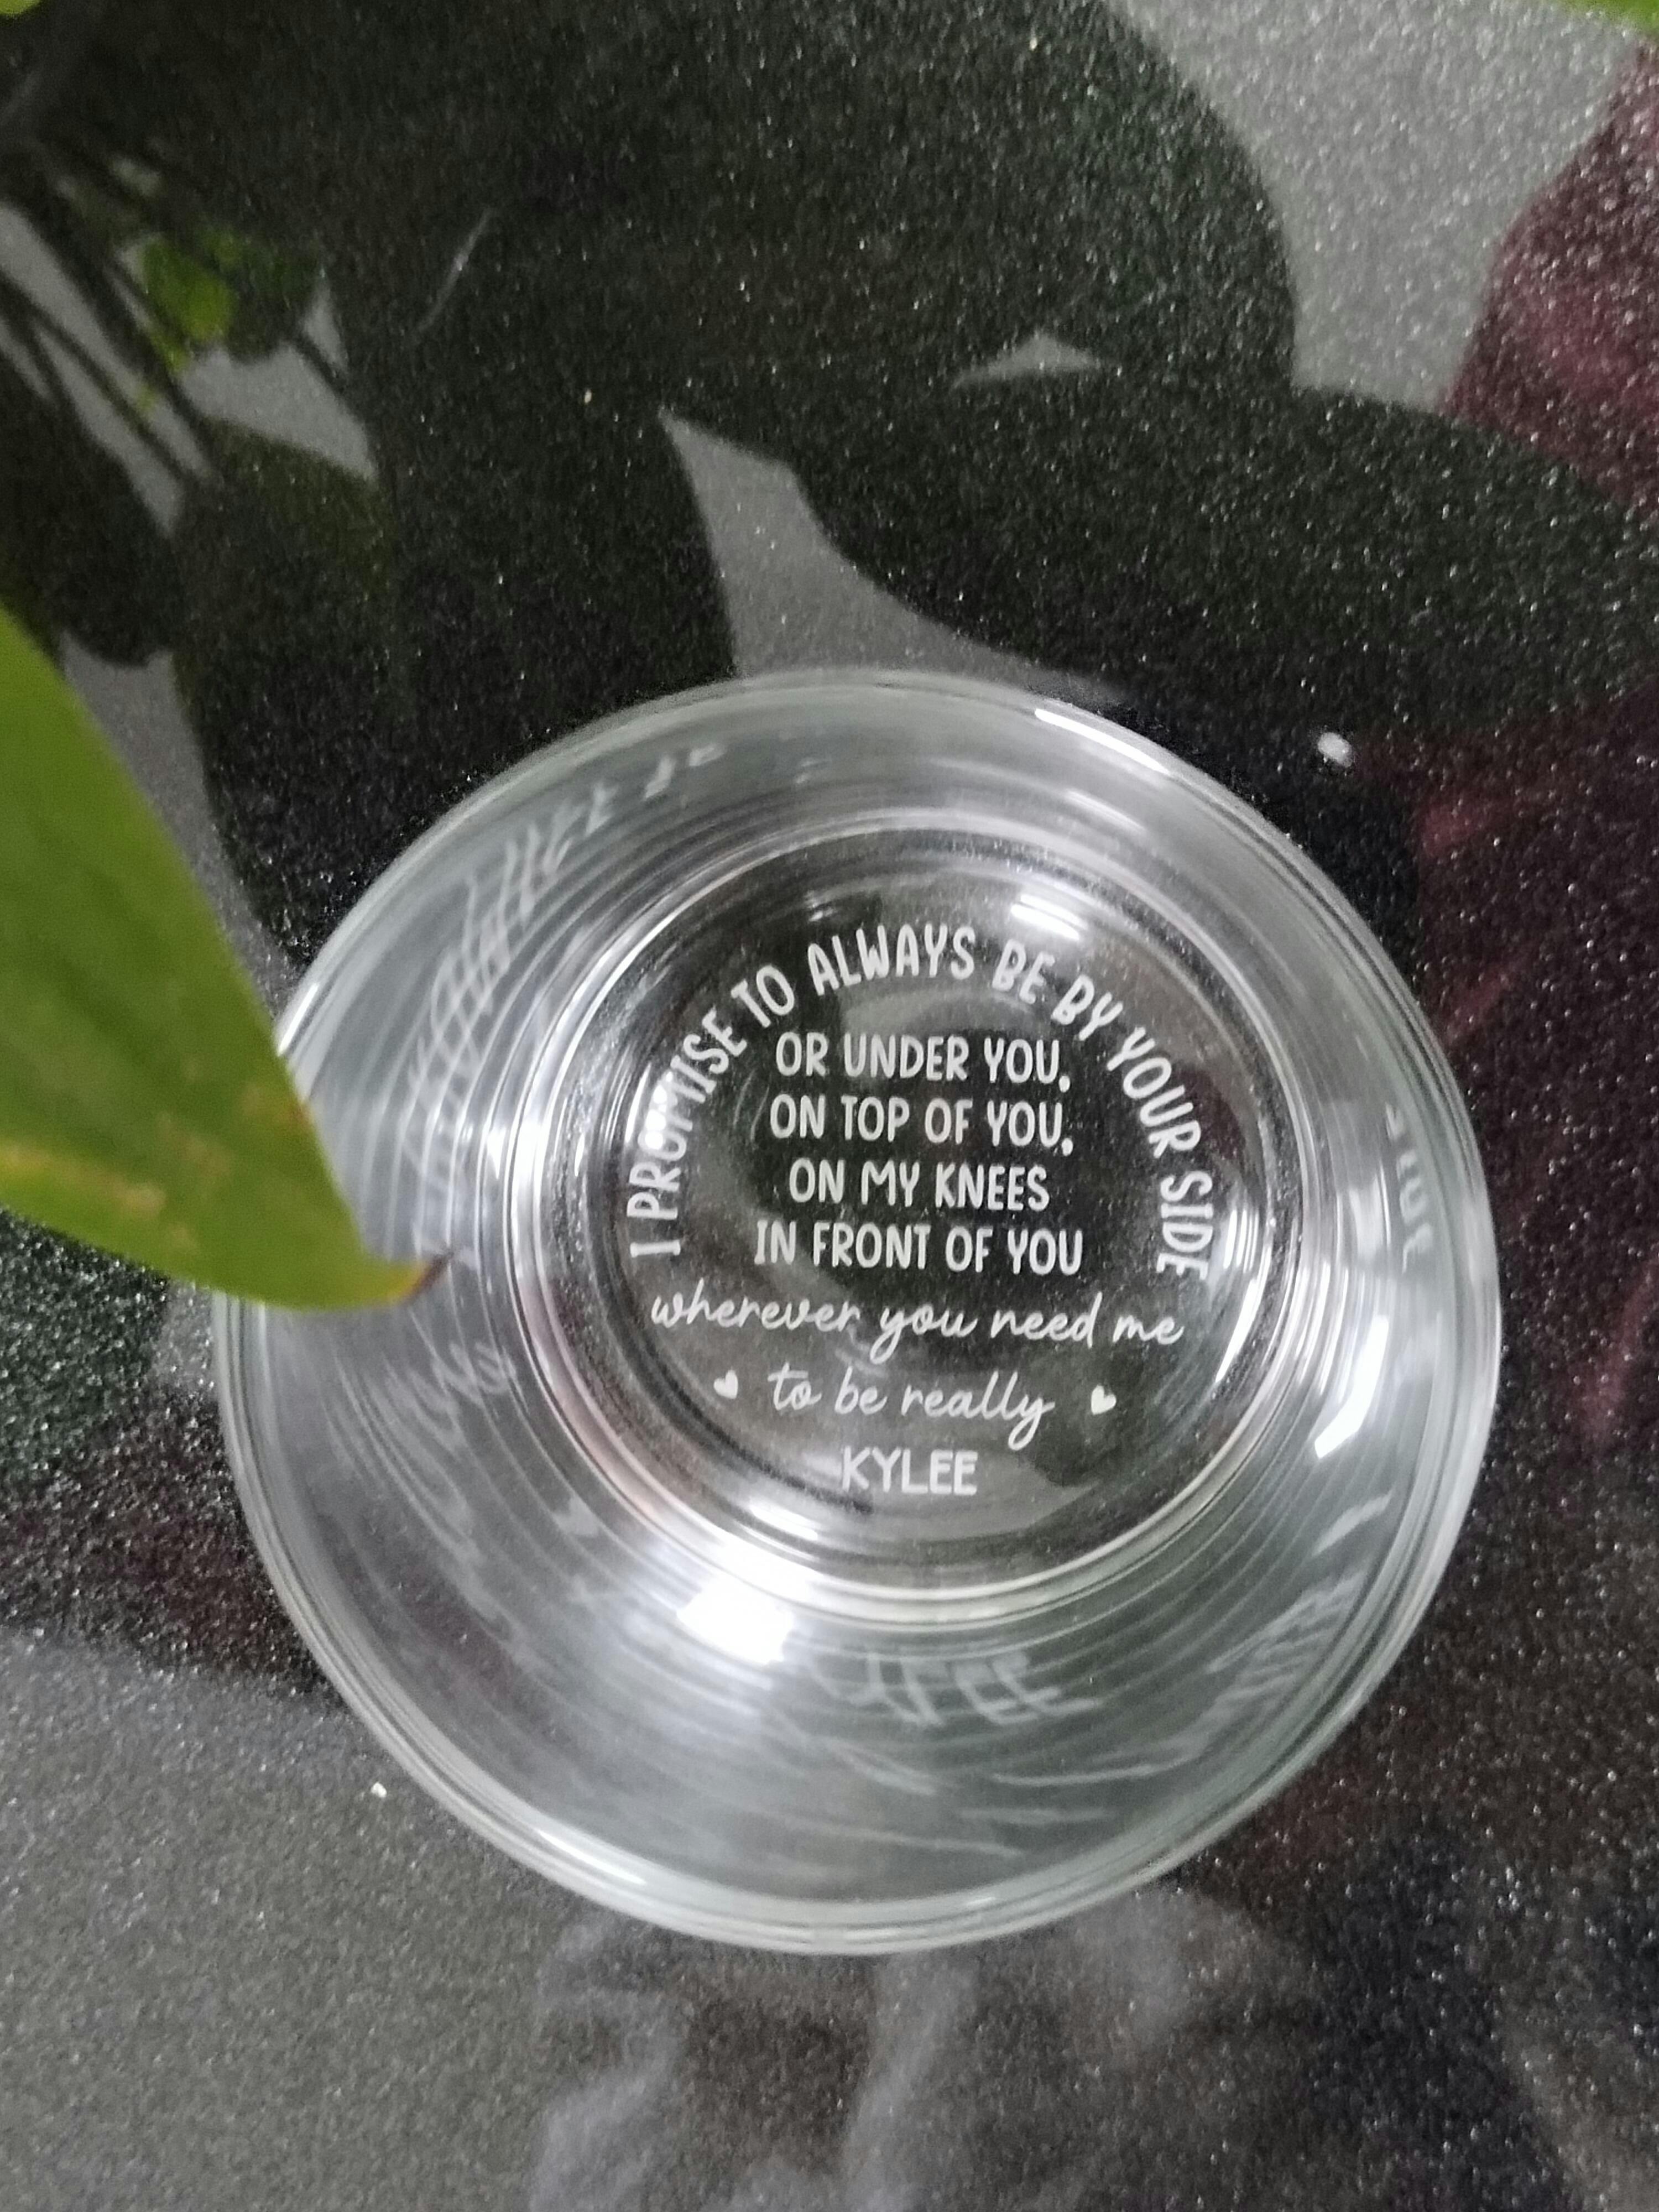 I PROMISE TO ALWAYS BE BY YOUR SIDE
OR UNDER YOU,
ON TOP OF YOU,
ON MY KNEES
IN FRONT OF YOU
wherever you need me
to be really
KYLEE